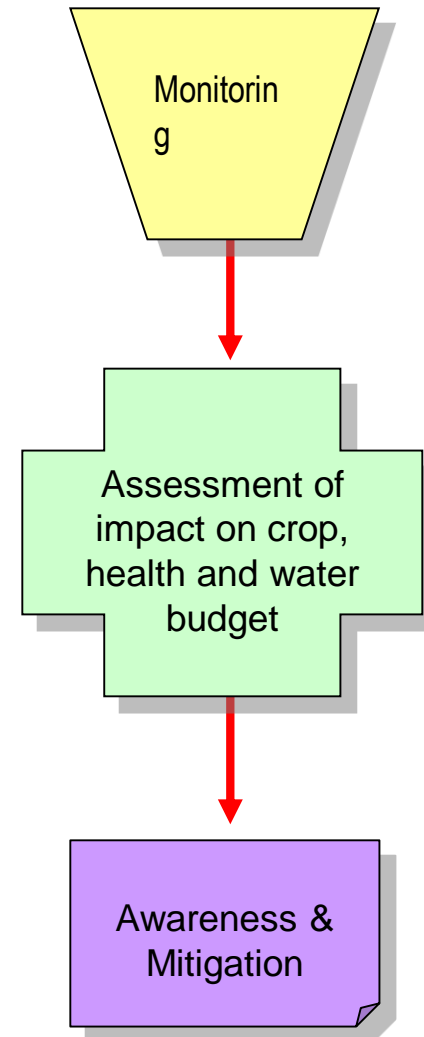 Monitorin
g
Assessment of
impact on crop,
health and water
budget
Awareness &
Mitigation